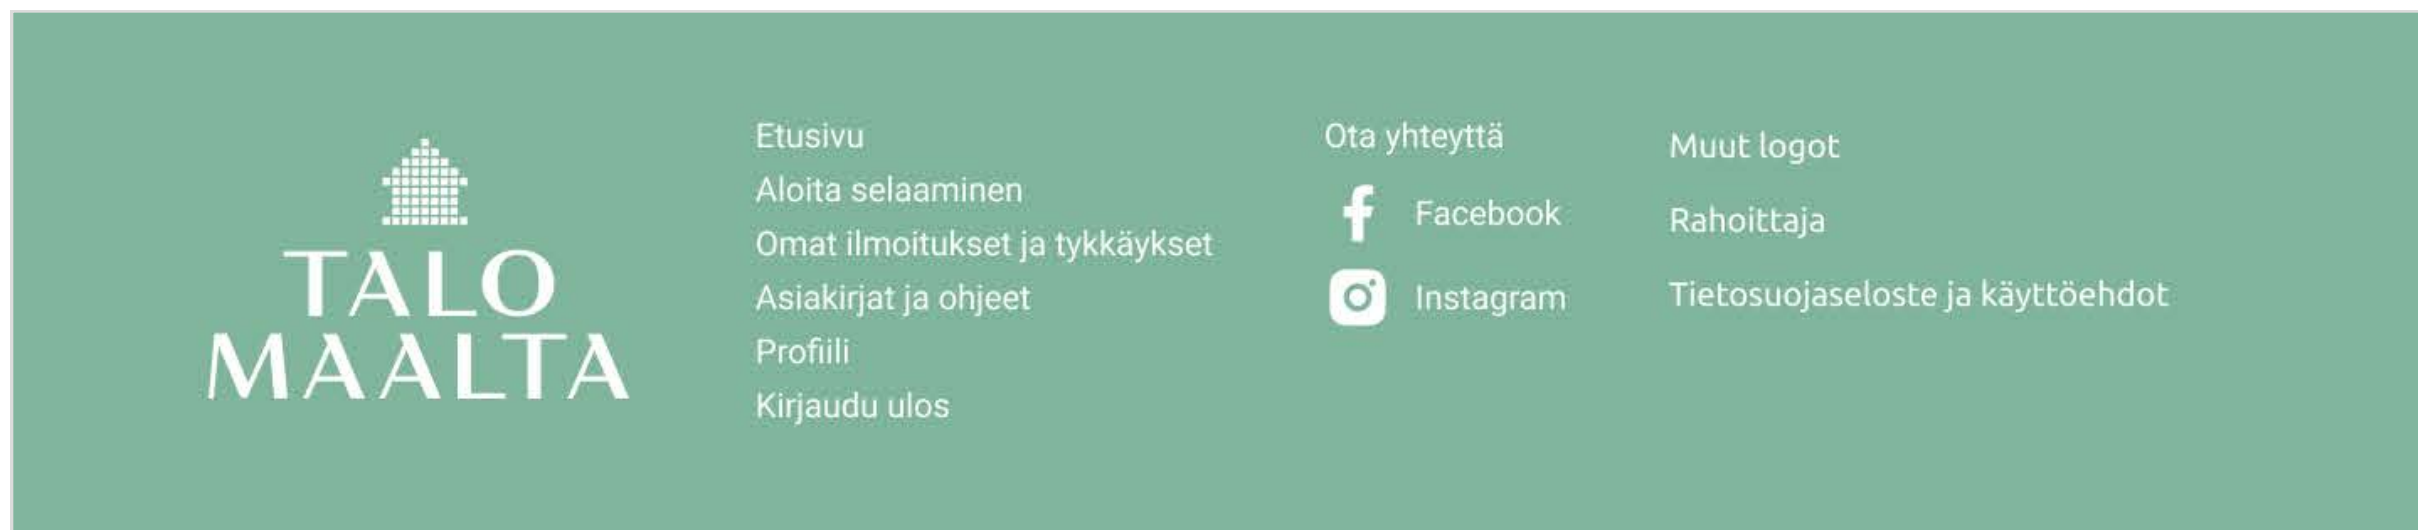 TALO
MAALTA
Etusivu
Aloita selaaminen
Omat ilmoitukset ja tykkäykset
Asiakirjat ja ohjeet
Profiili
Kirjaudu ulos
Ota yhteyttä
Facebook
Instagram
Muut logot
Rahoittaja
Tietosuojaseloste ja käyttöehdot